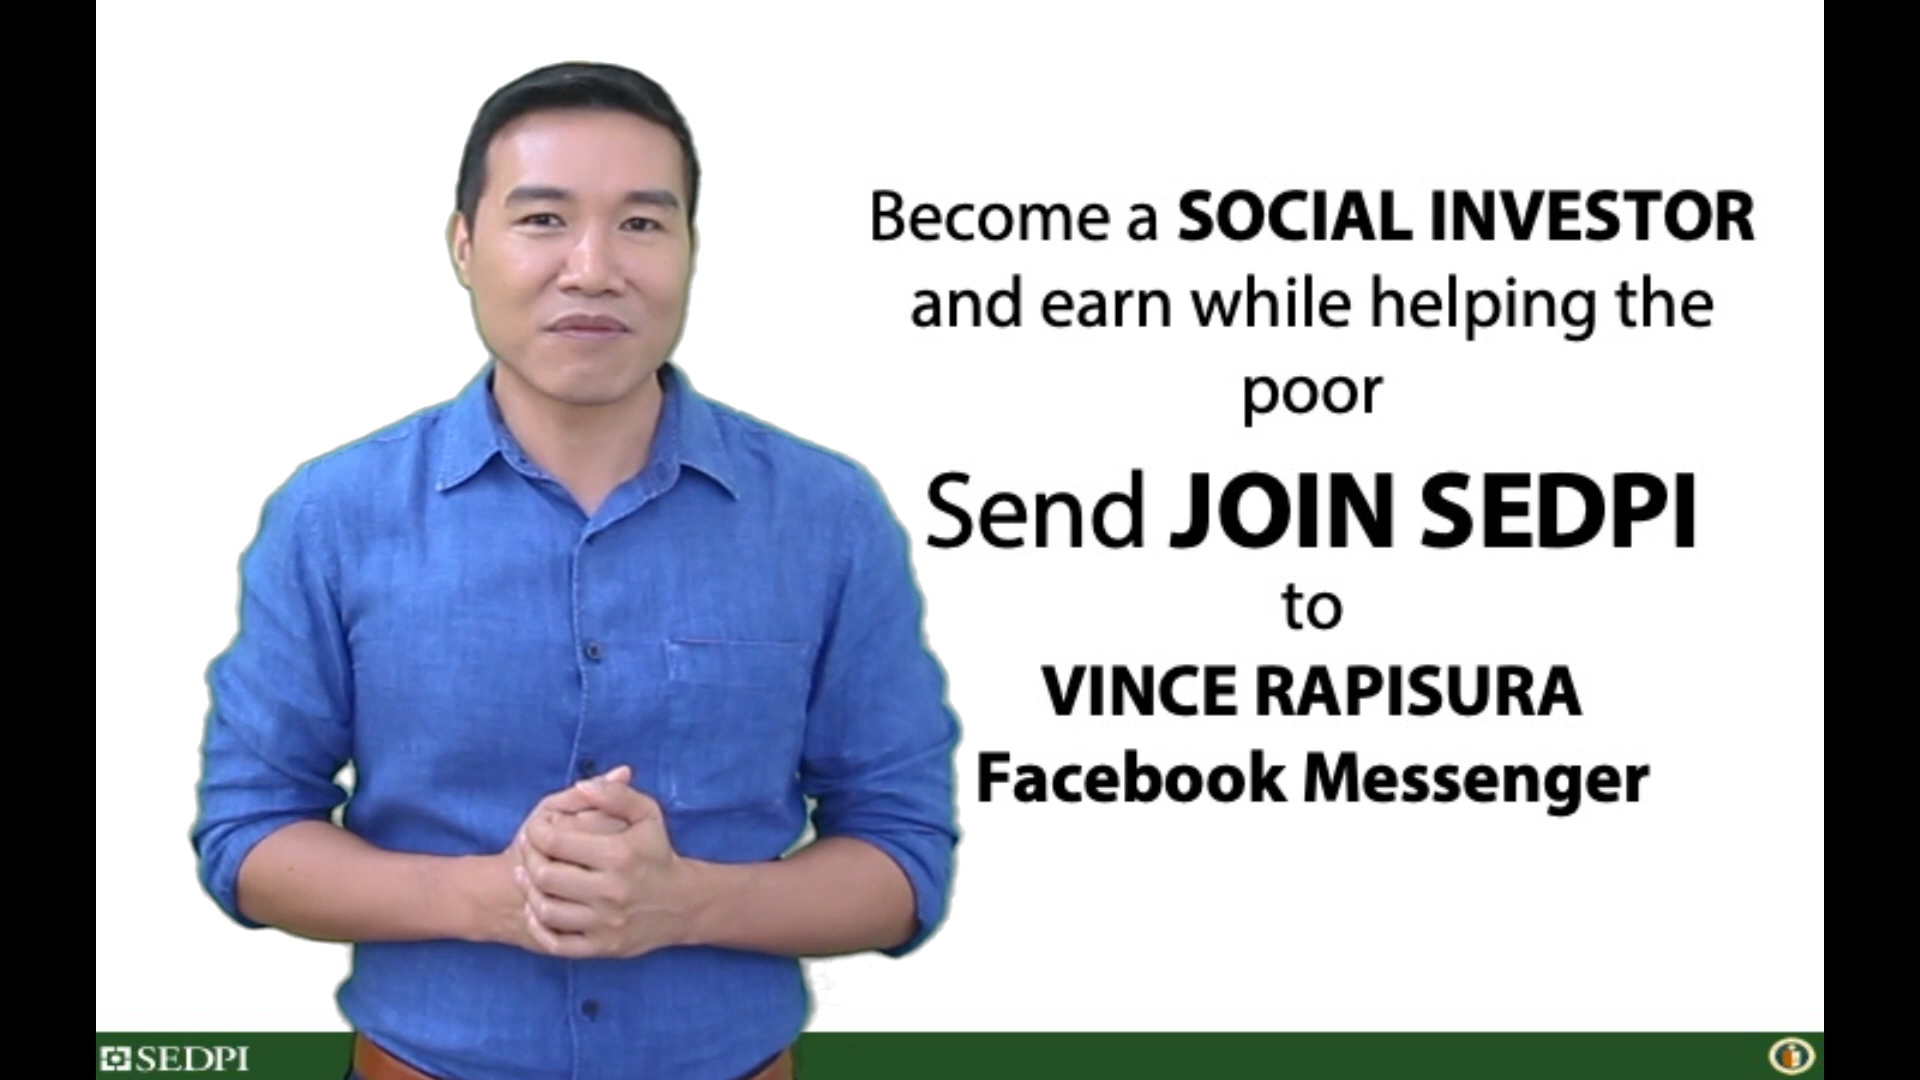 Become a SOCIAL INVESTOR
and earn while helping the
poor
Send JOIN SEDPI
to
VINCE RAPISURA
Facebook Messenger
SEDPI